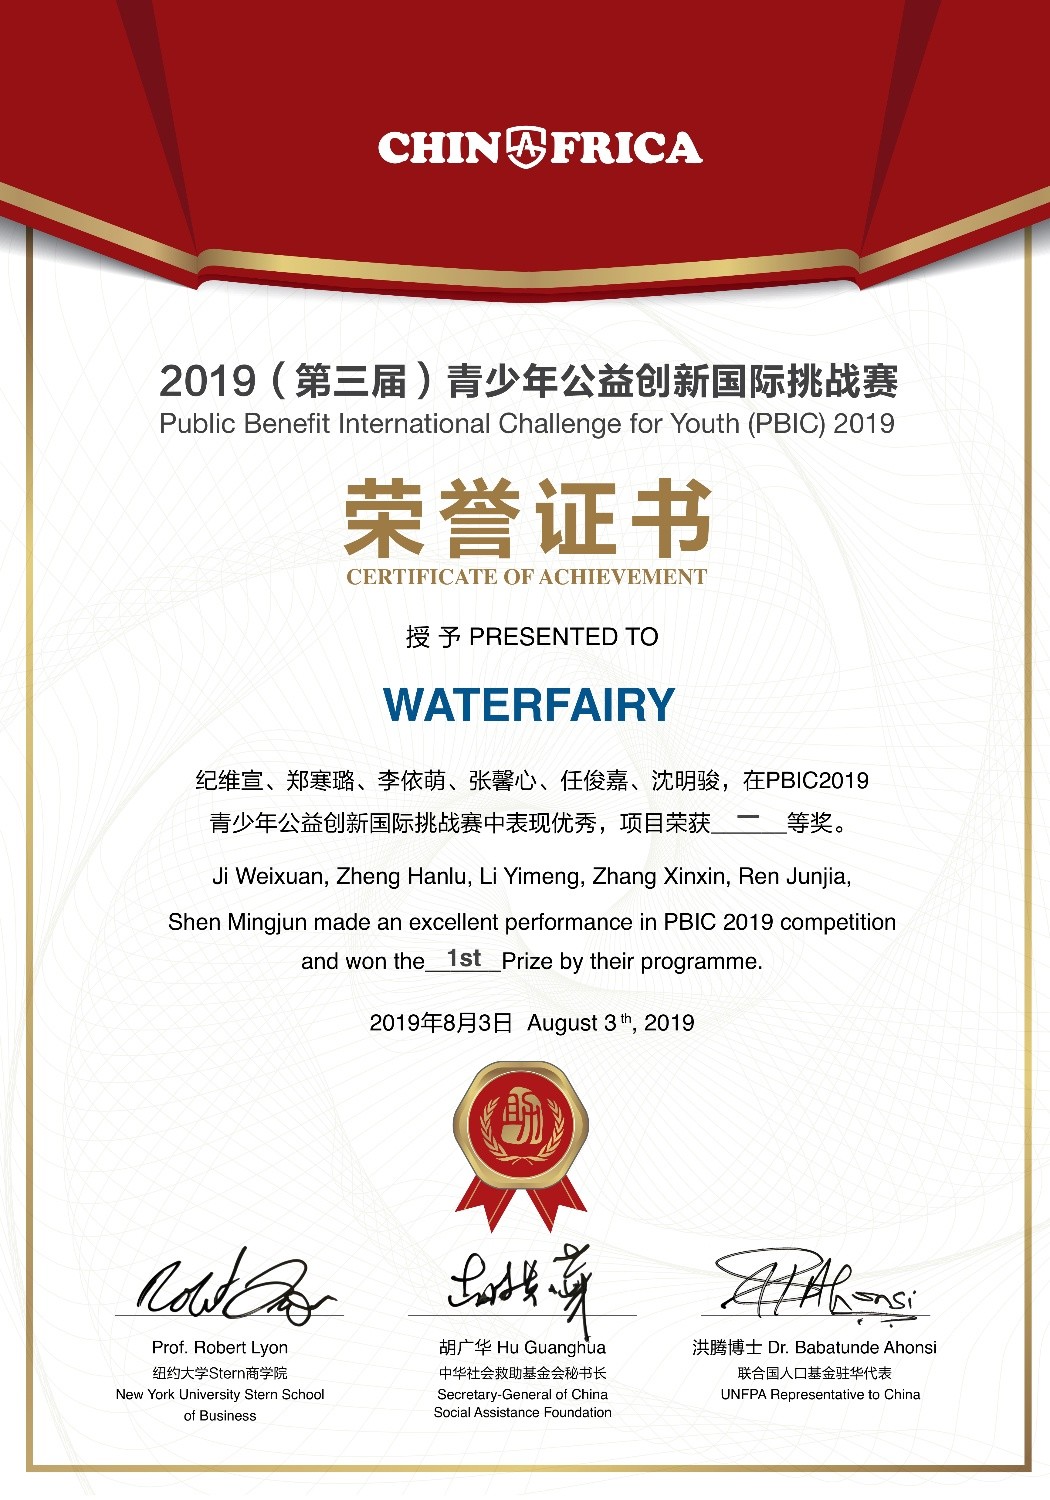 CHINAFRICA
2019（第三届）青少年公益创新国际挑战赛
Public Benefit International Challenge for Youth (PBIC) 2019
荣誉证书
CERTIFICATE OF ACHIEVEMENT
授 予 PRESENTED TO
WATERFAIRY
纪维宣、郑寒璐、李依萌、张馨心、任俊嘉、沈明骏，在PBIC2019
青少年公益创新国际挑战赛中表现优秀，项目荣获__一__等奖。
Ji Weixuan, Zheng Hanlu, Li Yimeng, Zhang Xinxin, Ren Junjia,
Shen Mingjun made an excellent performance in PBIC 2019 competition
and won the__1st__Prize by their programme.
2019年8月3日 August 3 th, 2019
助
Prof. Robert Lyon
纽约大学Stern商学院
New York University Stern School
of Business
胡广华 Hu Guanghua
中华社会救助基金会秘书长
Secretary-General of China
Social Assistance Foundation
洪腾博士 Dr. Babatunde Ahonsi
联合国人口基金驻华代表
UNFPA Representative to China